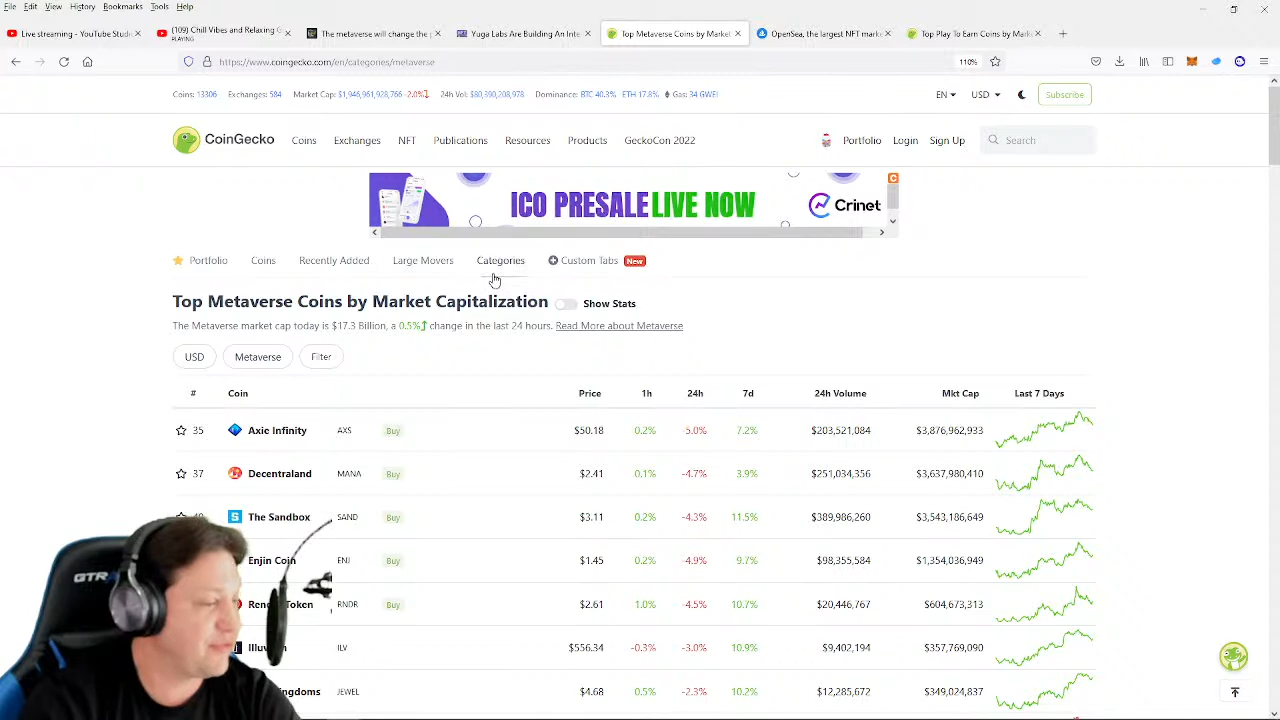 File Edit View History Bookmarks Tools Help
Live streaming - YouTube Studi
(109) Chill Vibes and Relaxing G
PLAYING
The metaverse will change the p
Yuga Labs Are Building An Inte
Top Metaverse Coins by Market
OpenSea, the largest NFT marke
Top Play To Earn Coins by Marke
https://www.coingecko.com/en/categories/metaverse
110%
Coins: 13306 Exchanges: 584 Market Cap: $1,946,961,928,766 -2.0% 24h Vol: $80,390,208,978 Dominance: BTC 40.3% ETH 17.8% Gas: 34 GWEI
EN USD Subscribe
CoinGecko Coins Exchanges NFT Publications Resources Products GeckoCon 2022 Portfolio Login Sign Up Search
ICO PRESALE LIVE NOW Crinet
Portfolio Coins Recently Added Large Movers Categories Custom Tabs New
Top Metaverse Coins by Market Capitalization Show Stats
The Metaverse market cap today is $17.3 Billion, a 0.5% change in the last 24 hours. Read More about Metaverse
USD Metaverse Filter
# Coin Price 1h 24h 7d 24h Volume Mkt Cap Last 7 Days
35 Axie Infinity AXS Buy $50.18 0.2% -5.0% 7.2% $203,521,084 $3,876,962,933
37 Decentraland MANA Buy $2.41 0.1% -4.7% 3.9% $251,034,356 $3,637,980,410
S The Sandbox SAND Buy $3.11 0.2% -4.3% 11.5% $389,986,260 $3,543,186,649
Enjin Coin ENJ Buy $1.45 0.2% -4.9% 9.7% $98,355,584 $1,354,036,949
Token RNDR Buy $2.61 1.0% -4.5% 10.7% $20,446,767 $604,673,313
ILV $556.34 -0.3% -3.0% 10.9% $9,402,194 $357,769,090
JEWEL $4.68 0.5% -2.3% 10.2% $12,285,672 $349,024,837